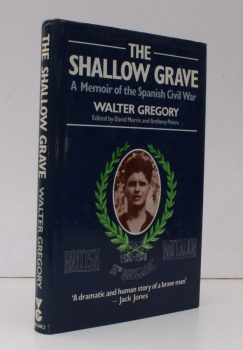 THE
SHALLOW GRAVE
A Memoir of the Spanish Civil War
WALTER GREGORY
Edited by David Morris and Anthony Peters
BRITISH
BATTALION
'A dramatic and human story of a brave man'
– Jack Jones
THE SHALLOW GRAVE WALTER GREGORY